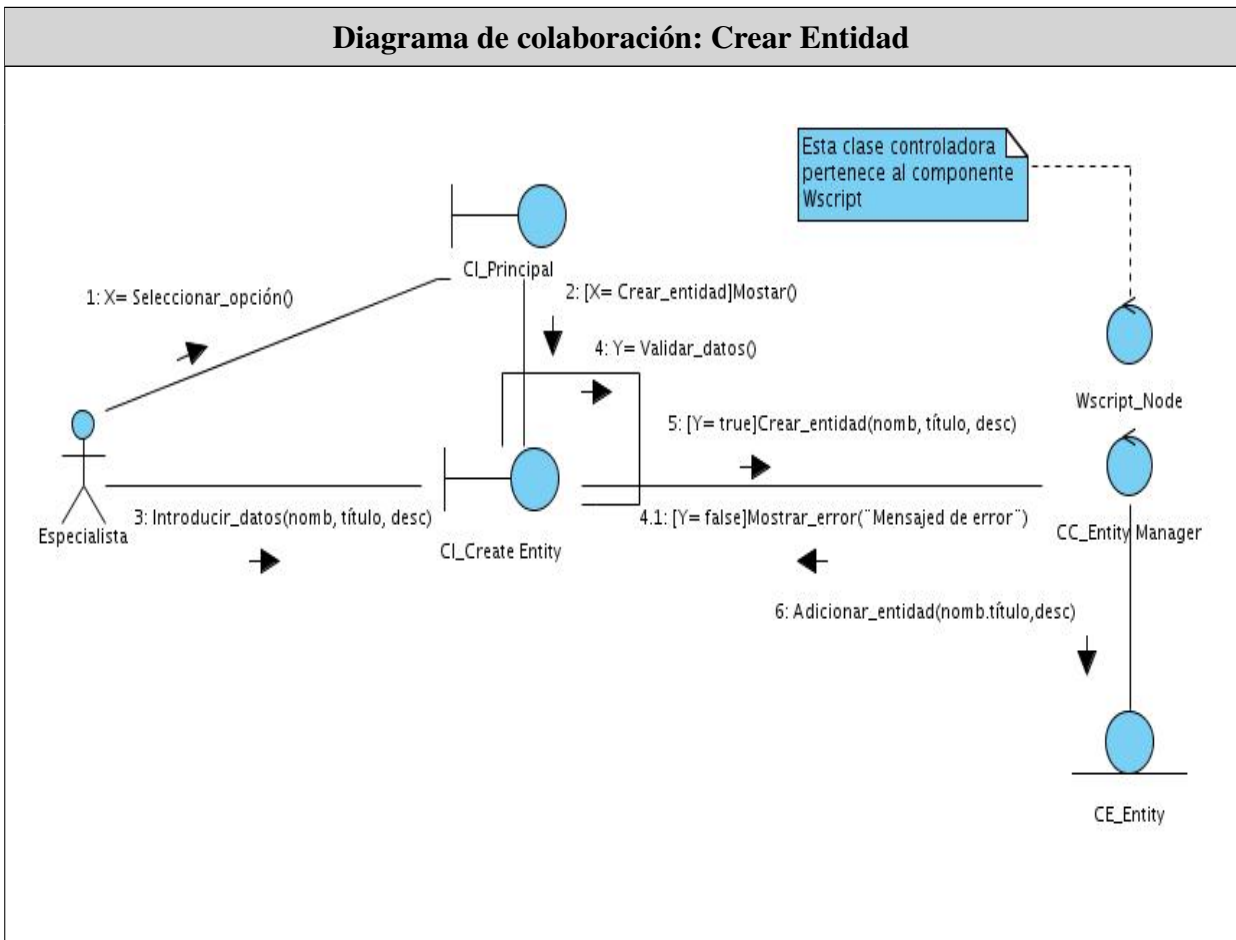 Diagrama de colaboración: Crear Entidad
Esta clase controladora
pertenece al componente
Wscript
CI_Principal
1: X= Seleccionar_opción()
2: [X= Crear_entidad]Mostar()
4: Y= Validar_datos()
Wscript_Node
5: [Y= true]Crear_entidad(nomb, título, desc)
3: Introducir_datos(nomb, título, desc)
4.1: [Y= false]Mostrar_error(¨Mensajed de error¨)
Especialista
CI_Create Entity
CC_Entity Manager
6: Adicionar_entidad(nomb.título,desc)
CE_Entity